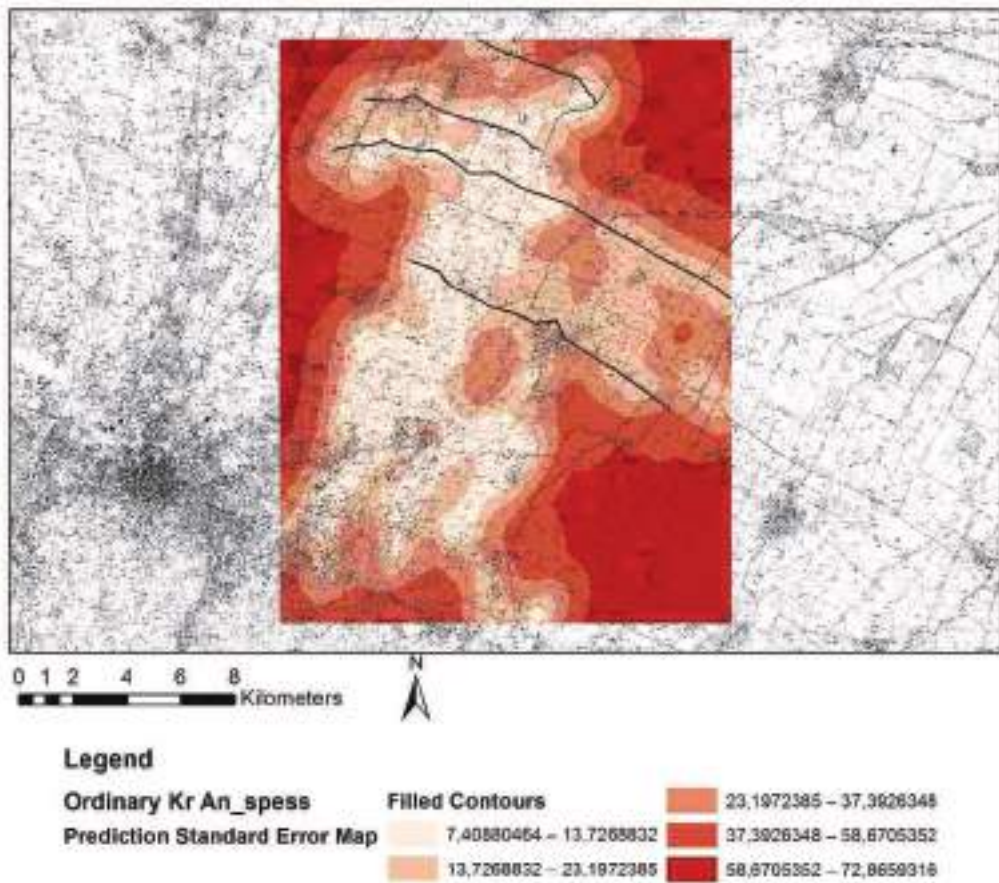 0 1 2 4 6 8
Kilometers
N
Legend
Ordinary Kr An_spess
Prediction Standard Error Map
Filled Contours
7,40880464 – 13,7268832
13,7268832 – 23,1972385
23,1972385 – 37,3926348
37,3926348 – 58,6705352
58,6705352 – 72,8659316